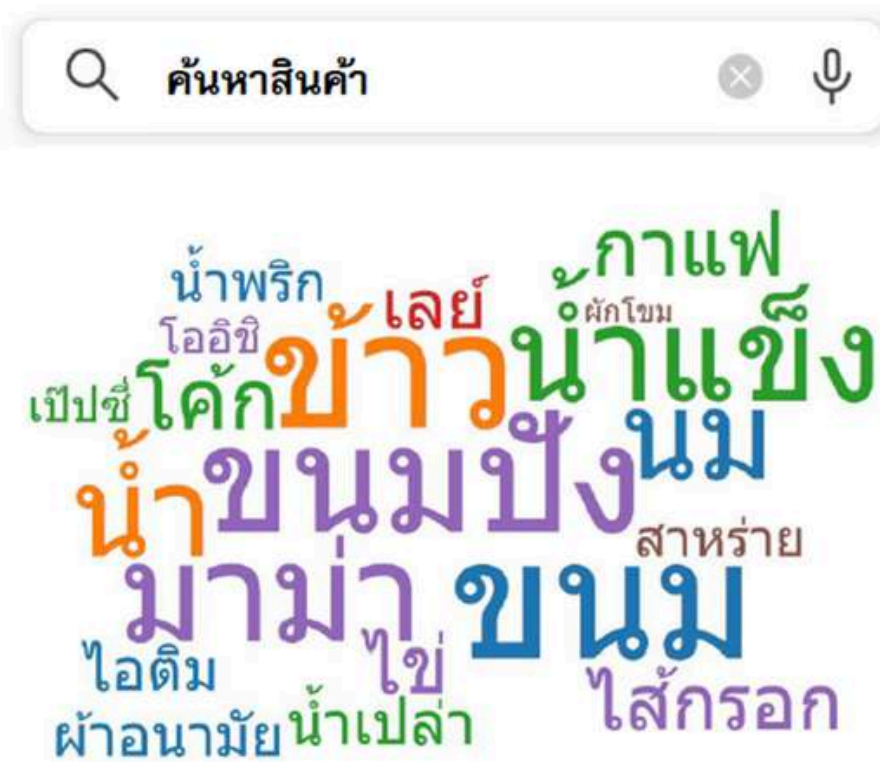 ค้นหาสินค้า
กาแฟ
น้ำพริก
เลย์
ผักโขม
โออิชิ
ข้าว
น้ำแข็ง
เป๊ปซี่
โค้ก
นม
ขนมปัง
น้ำ
สาหร่าย
มาม่า
ขนม
ไอติม
ไข่
ไส้กรอก
ผ้าอนามัย
น้ำเปล่า